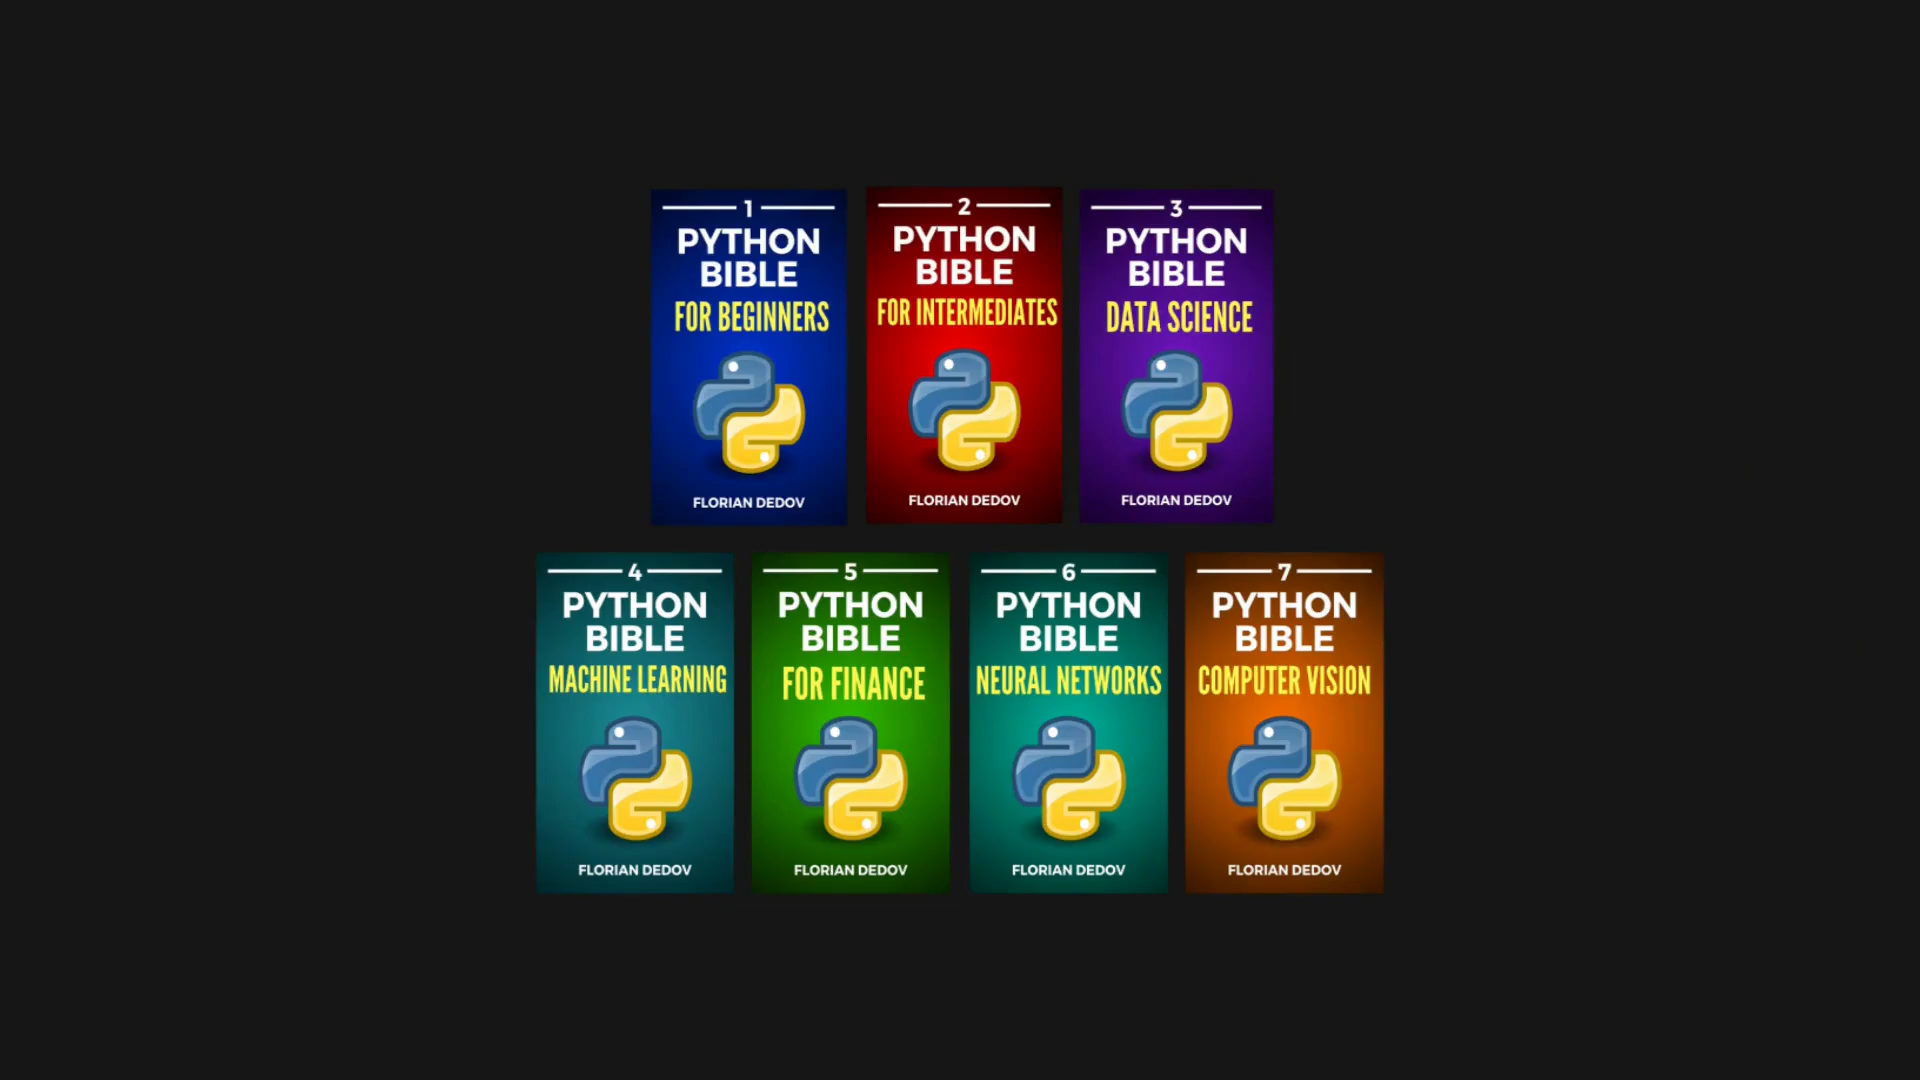 1
PYTHON
BIBLE
FOR BEGINNERS
FLORIAN DEDOV
2
PYTHON
BIBLE
FOR INTERMEDIATES
FLORIAN DEDOV
3
PYTHON
BIBLE
DATA SCIENCE
FLORIAN DEDOV
4
PYTHON
BIBLE
MACHINE LEARNING
FLORIAN DEDOV
5
PYTHON
BIBLE
FOR FINANCE
FLORIAN DEDOV
6
PYTHON
BIBLE
NEURAL NETWORKS
FLORIAN DEDOV
7
PYTHON
BIBLE
COMPUTER VISION
FLORIAN DEDOV